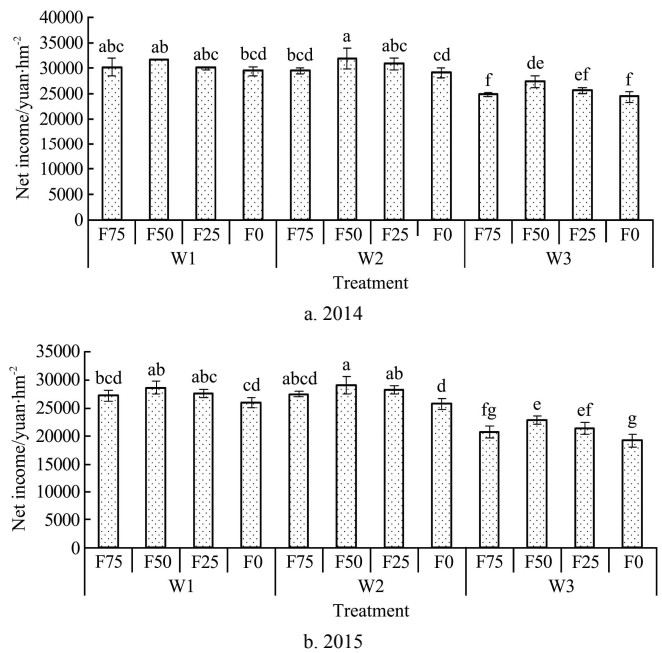 40000
35000
30000
25000
20000
15000
10000
5000
0
Net income/yuan·hm⁻²
abc ab abc bcd bcd a abc cd f de ef f
F75 F50 F25 F0 F75 F50 F25 F0 F75 F50 F25 F0
W1 W2 W3
Treatment
a. 2014
35000
30000
25000
20000
15000
10000
5000
0
Net income/yuan·hm⁻²
bcd ab abc cd abcd a ab d fg e ef g
F75 F50 F25 F0 F75 F50 F25 F0 F75 F50 F25 F0
W1 W2 W3
Treatment
b. 2015